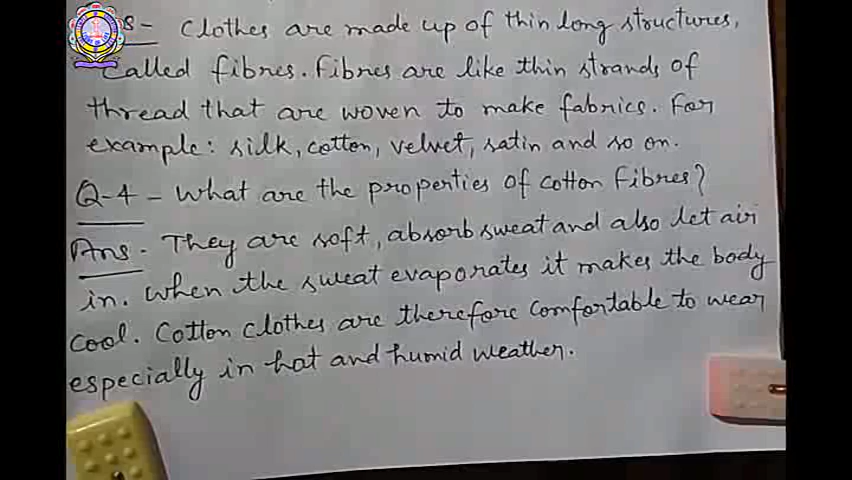 s- Clothes are made up of thin long structures,
called fibres. Fibres are like thin strands of
thread that are woven to make fabrics. For
example: silk, cotton, velvet, satin and so on.
Q-4 - What are the properties of cotton fibres?
Ans- They are soft, absorb sweat and also let air
in. When the sweat evaporates it makes the body
cool. Cotton clothes are therefore comfortable to wear
especially in hot and humid weather.